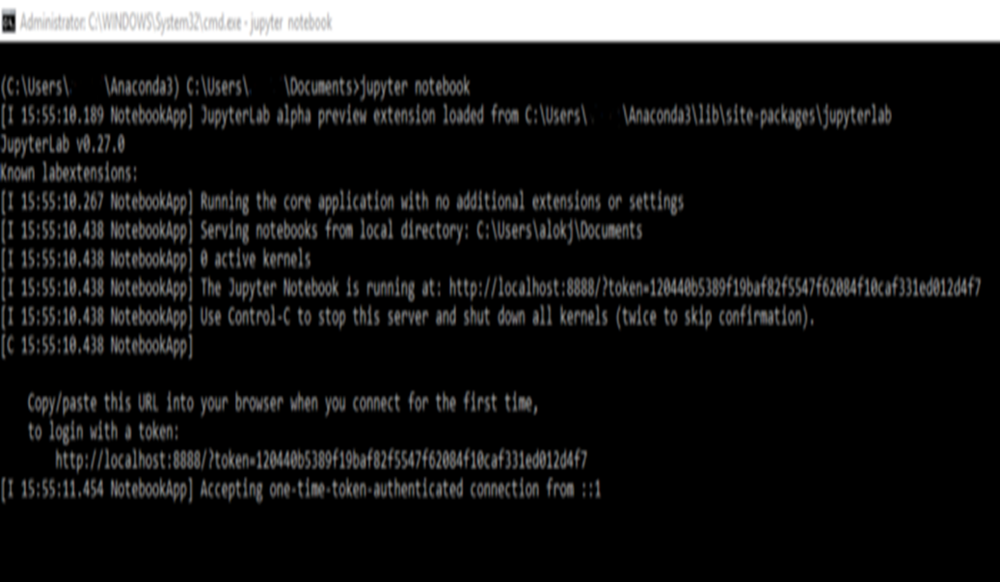 Administrator: C:\WINDOWS\System32\cmd.exe - jupyter notebook
(C:\Users\ \Anaconda3) C:\Users\ \Documents>jupyter notebook
[I 15:55:10.189 NotebookApp] JupyterLab alpha preview extension loaded from C:\Users\ \Anaconda3\lib\site-packages\jupyterlab
JupyterLab v0.27.0
Known labextensions:
[I 15:55:10.267 NotebookApp] Running the core application with no additional extensions or settings
[I 15:55:10.438 NotebookApp] Serving notebooks from local directory: C:\Users\alokj\Documents
[I 15:55:10.438 NotebookApp] 0 active kernels
[I 15:55:10.438 NotebookApp] The Jupyter Notebook is running at: http://localhost:8888/?token=120440b5389f19baf82f5547f62084f10caf331ed012d4f7
[I 15:55:10.438 NotebookApp] Use Control-C to stop this server and shut down all kernels (twice to skip confirmation).
[C 15:55:10.438 NotebookApp]
Copy/paste this URL into your browser when you connect for the first time,
to login with a token:
http://localhost:8888/?token=120440b5389f19baf82f5547f62084f10caf331ed012d4f7
[I 15:55:11.454 NotebookApp] Accepting one-time-token-authenticated connection from ::1